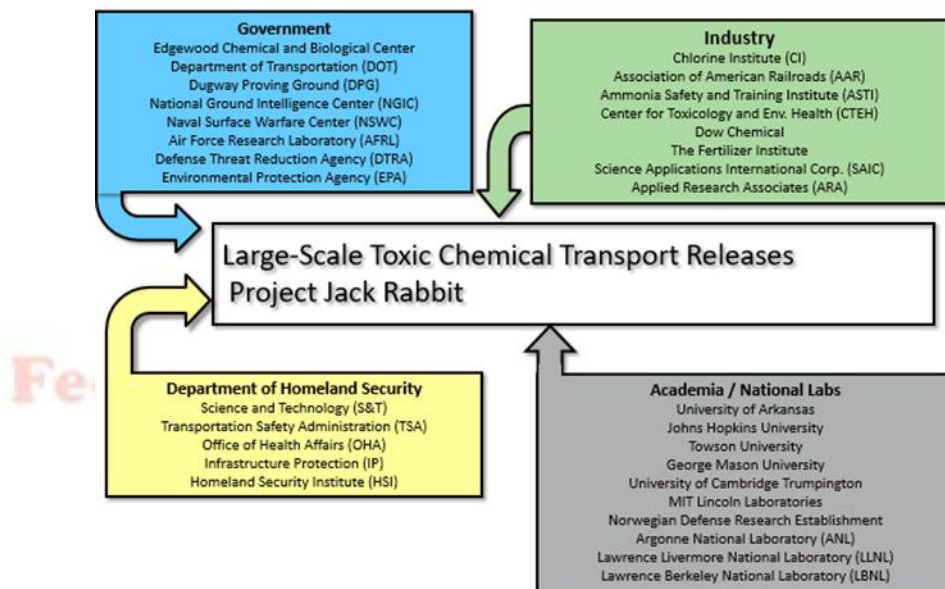 Government
Edgewood Chemical and Biological Center
Department of Transportation (DOT)
Dugway Proving Ground (DPG)
National Ground Intelligence Center (NGIC)
Naval Surface Warfare Center (NSWC)
Air Force Research Laboratory (AFRL)
Defense Threat Reduction Agency (DTRA)
Environmental Protection Agency (EPA)
Industry
Chlorine Institute (CI)
Association of American Railroads (AAR)
Ammonia Safety and Training Institute (ASTI)
Center for Toxicology and Env. Health (CTEH)
Dow Chemical
The Fertilizer Institute
Science Applications International Corp. (SAIC)
Applied Research Associates (ARA)
Large-Scale Toxic Chemical Transport Releases
Project Jack Rabbit
Department of Homeland Security
Science and Technology (S&T)
Transportation Safety Administration (TSA)
Office of Health Affairs (OHA)
Infrastructure Protection (IP)
Homeland Security Institute (HSI)
Academia / National Labs
University of Arkansas
Johns Hopkins University
Towson University
George Mason University
University of Cambridge Trumpington
MIT Lincoln Laboratories
Norwegian Defense Research Establishment
Argonne National Laboratory (ANL)
Lawrence Livermore National Laboratory (LLNL)
Lawrence Berkeley National Laboratory (LBNL)